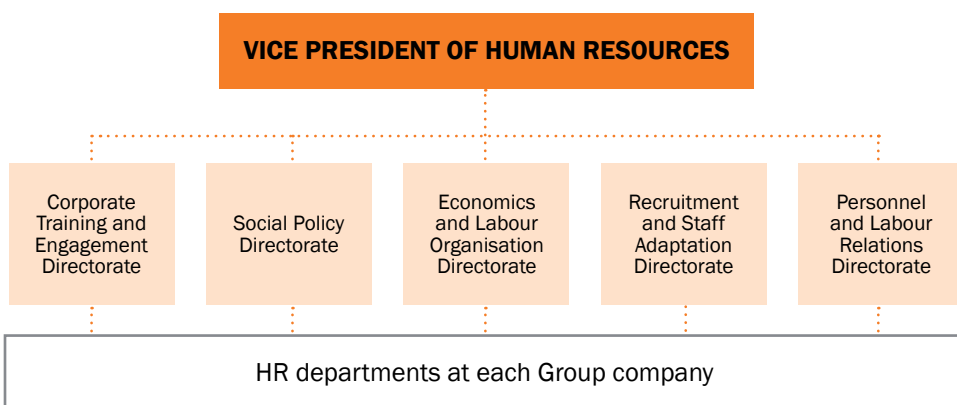 VICE PRESIDENT OF HUMAN RESOURCES
Corporate
Training and
Engagement
Directorate
Social Policy
Directorate
Economics
and Labour
Organisation
Directorate
Recruitment
and Staff
Adaptation
Directorate
Personnel
and Labour
Relations
Directorate
HR departments at each Group company